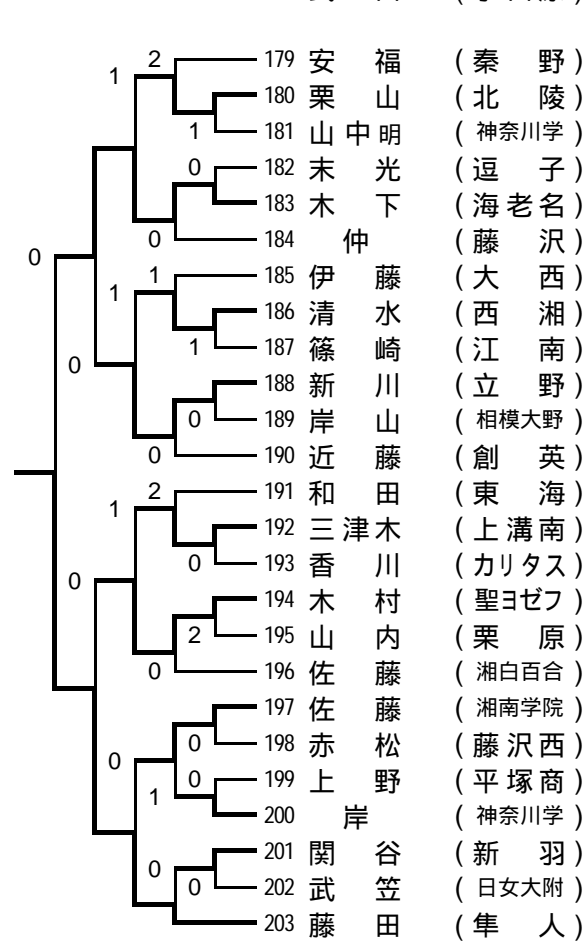 2 179 安 福 (秦 野)
1
180 栗 山 (北 陵)
1 181 山 中 明 (神奈川学)
0 182 末 光 (逗 子)
183 木 下 (海老名)
0 184 仲 (藤 沢)
0
1 185 伊 藤 (大 西)
1
186 清 水 (西 湘)
1 187 篠 崎 (江 南)
0
188 新 川 (立 野)
0 189 岸 山 (相模大野)
0 190 近 藤 (創 英)
2 191 和 田 (東 海)
1
192 三津木 (上溝南)
0 193 香 川 (カリタス)
0
194 木 村 (聖ヨゼフ)
2 195 山 内 (栗 原)
0 196 佐 藤 (湘白百合)
197 佐 藤 (湘南学院)
0 198 赤 松 (藤沢西)
0
0 199 上 野 (平塚商)
1
200 岸 (神奈川学)
201 関 谷 (新 羽)
0
0 202 武 笠 (日女大附)
203 藤 田 (隼 人)